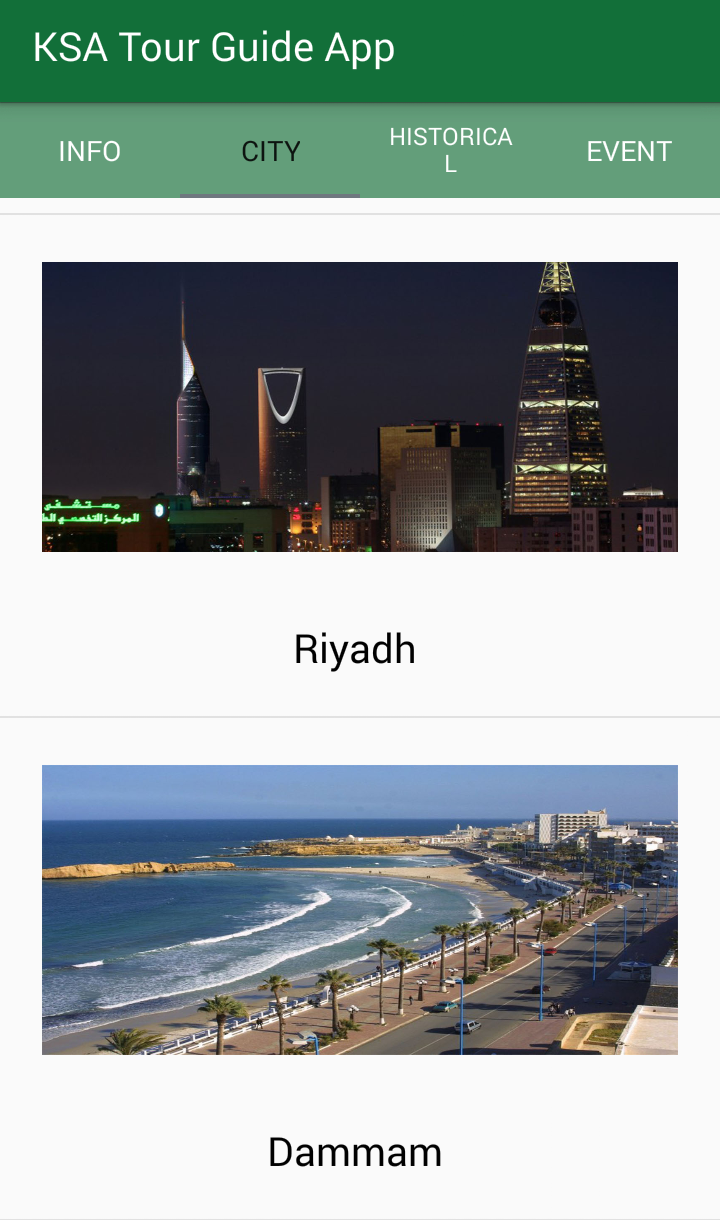 KSA Tour Guide App
INFO
CITY
HISTORICA
L
EVENT
مستشفى
المركز التخصصي الط
Riyadh
Dammam